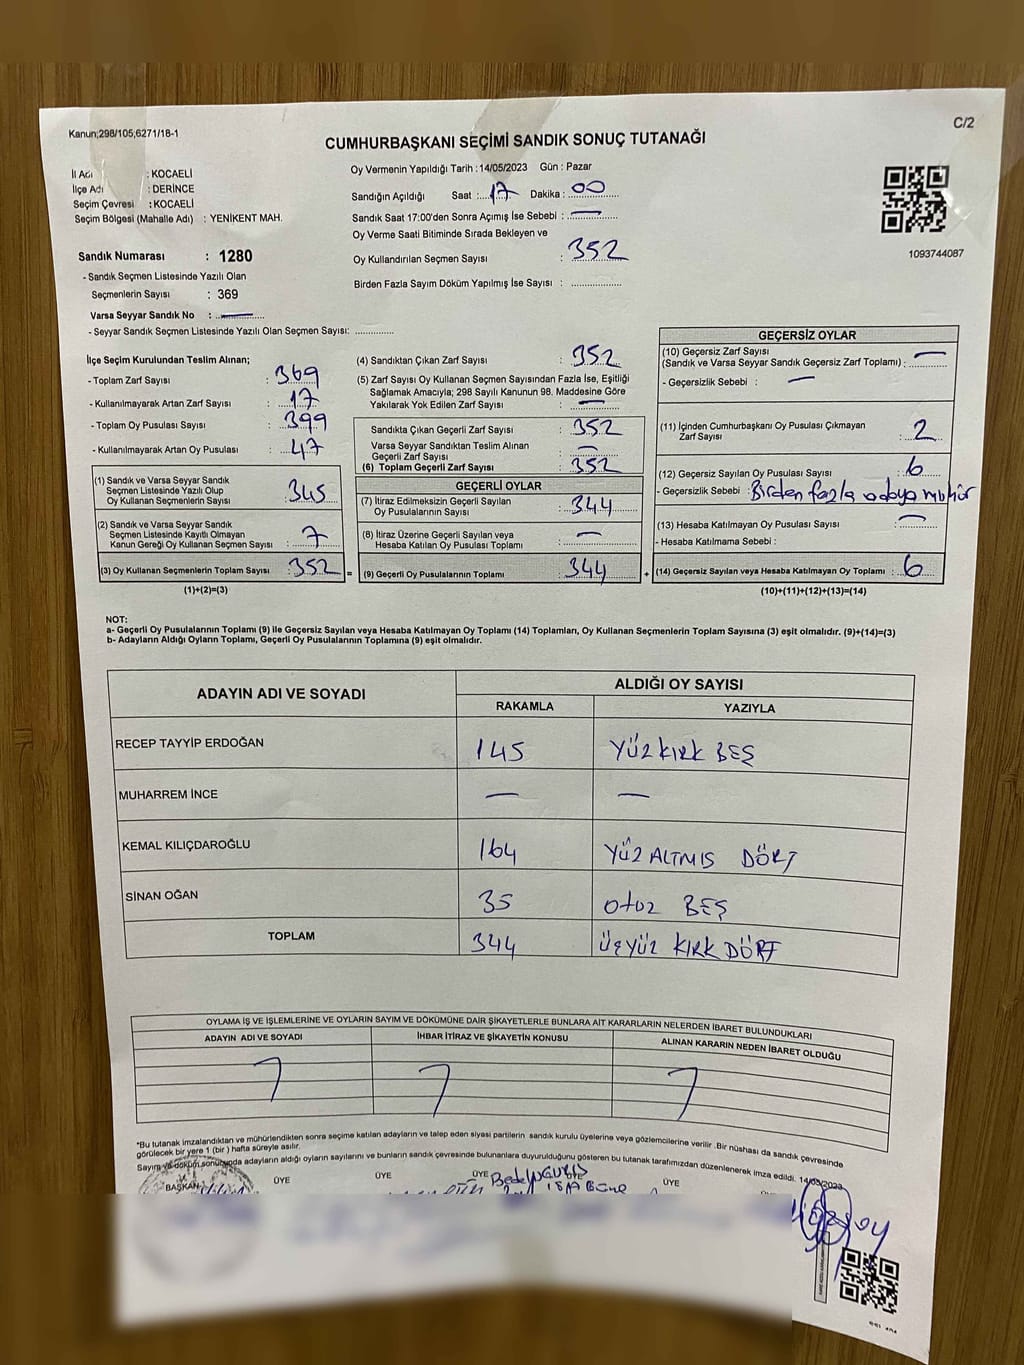 Kanun;298/105,6271/18-1
C/2
CUMHURBAŞKANI SEÇİMİ SANDIK SONUÇ TUTANAĞI
İl Adı : KOCAELİ
İlçe Adı : DERİNCE
Seçim Çevresi : KOCAELİ
Seçim Bölgesi (Mahalle Adı) : YENİKENT MAH.
Sandık Numarası : 1280
- Sandık Seçmen Listesinde Yazılı Olan
Seçmenlerin Sayısı : 369
Varsa Seyyar Sandık No : —
- Seyyar Sandık Seçmen Listesinde Yazılı Olan Seçmen Sayısı: ..............
Oy Vermenin Yapıldığı Tarih : 14/05/2023 Gün : Pazar
Sandığın Açıldığı Saat : 17 Dakika : 00
Sandık Saat 17:00'den Sonra Açımış İse Sebebi : —
Oy Verme Saati Bitiminde Sırada Bekleyen ve
Oy Kullandırılan Seçmen Sayısı : 352
Birden Fazla Sayım Döküm Yapılmış İse Sayısı : ..................
1093744087
İlçe Seçim Kurulundan Teslim Alınan;
- Toplam Zarf Sayısı : 369
- Kullanılmayarak Artan Zarf Sayısı : 17
- Toplam Oy Pusulası Sayısı : 399
- Kullanılmayarak Artan Oy Pusulası : 47
(1) Sandık ve Varsa Seyyar Sandık
Seçmen Listesinde Yazılı Olup
Oy Kullanan Seçmenlerin Sayısı : 345
(2) Sandık ve Varsa Seyyar Sandık
Seçmen Listesinde Kayıtlı Olmayan
Kanun Gereği Oy Kullanan Seçmen Sayısı : 7
(3) Oy Kullanan Seçmenlerin Toplam Sayısı : 352
(1)+(2)=(3)
(4) Sandıktan Çıkan Zarf Sayısı : 352
(5) Zarf Sayısı Oy Kullanan Seçmen Sayısından Fazla İse, Eşitliği
Sağlamak Amacıyla; 298 Sayılı Kanunun 98. Maddesine Göre
Yakılarak Yok Edilen Zarf Sayısı : —
Sandıkta Çıkan Geçerli Zarf Sayısı : 352
Varsa Seyyar Sandıktan Teslim Alınan
Geçerli Zarf Sayısı : —
(6) Toplam Geçerli Zarf Sayısı : 352
GEÇERLİ OYLAR
(7) İtiraz Edilmeksizin Geçerli Sayılan
Oy Pusulalarının Sayısı : 344
(8) İtiraz Üzerine Geçerli Sayılan veya
Hesaba Katılan Oy Pusulası Toplamı : —
= (9) Geçerli Oy Pusulalarının Toplamı : 344
GEÇERSİZ OYLAR
(10) Geçersiz Zarf Sayısı
(Sandık ve Varsa Seyyar Sandık Geçersiz Zarf Toplamı) : —
- Geçersizlik Sebebi : —
(11) İçinden Cumhurbaşkanı Oy Pusulası Çıkmayan
Zarf Sayısı : 2
(12) Geçersiz Sayılan Oy Pusulası Sayısı : 6
- Geçersizlik Sebebi : Birden fazla adaya mühür
(13) Hesaba Katılmayan Oy Pusulası Sayısı : —
- Hesaba Katılmama Sebebi :
+ (14) Geçersiz Sayılan veya Hesaba Katılmayan Oy Toplamı : 6
(10)+(11)+(12)+(13)=(14)
NOT:
a- Geçerli Oy Pusulalarının Toplamı (9) ile Geçersiz Sayılan veya Hesaba Katılmayan Oy Toplamı (14) Toplamları, Oy Kullanan Seçmenlerin Toplam Sayısına (3) eşit olmalıdır. (9)+(14)=(3)
b- Adayların Aldığı Oyların Toplamı, Geçerli Oy Pusulalarının Toplamına (9) eşit olmalıdır.
ADAYIN ADI VE SOYADI ALDIĞI OY SAYISI
RAKAMLA YAZIYLA
RECEP TAYYİP ERDOĞAN 145 YÜZ KIRK BEŞ
MUHARREM İNCE — —
KEMAL KILIÇDAROĞLU 164 YÜZ ALTMIS DÖRT
SİNAN OĞAN 35 otuz BEŞ
TOPLAM 344 ÜÇYÜZ KIRK DÖRT
OYLAMA İŞ VE İŞLEMLERİNE VE OYLARIN SAYIM VE DÖKÜMÜNE DAİR ŞİKAYETLERLE BUNLARA AİT KARARLARIN NELERDEN İBARET BULUNDUKLARI
ADAYIN ADI VE SOYADI İHBAR İTİRAZ VE ŞİKAYETİN KONUSU ALINAN KARARIN NEDEN İBARET OLDUĞU
*Bu tutanak imzalandıktan ve mühürlendikten sonra seçime katılan adayların ve talep eden siyasi partilerin sandık kurulu üyelerine veya gözlemcilerine verilir .Bir nüshası da sandık çevresinde
görülecek bir yere 1 (bir ) hafta süreyle asılır.
Sayım ve döküm sonucunda adayların aldığı oyların sayılarını ve bunların sandık çevresinde bulunanlara duyurulduğunu gösteren bu tutanak tarafımızdan düzenlenerek imza edildi. 14/05/2023
BAŞKAN ÜYE ÜYE ÜYE ÜYE